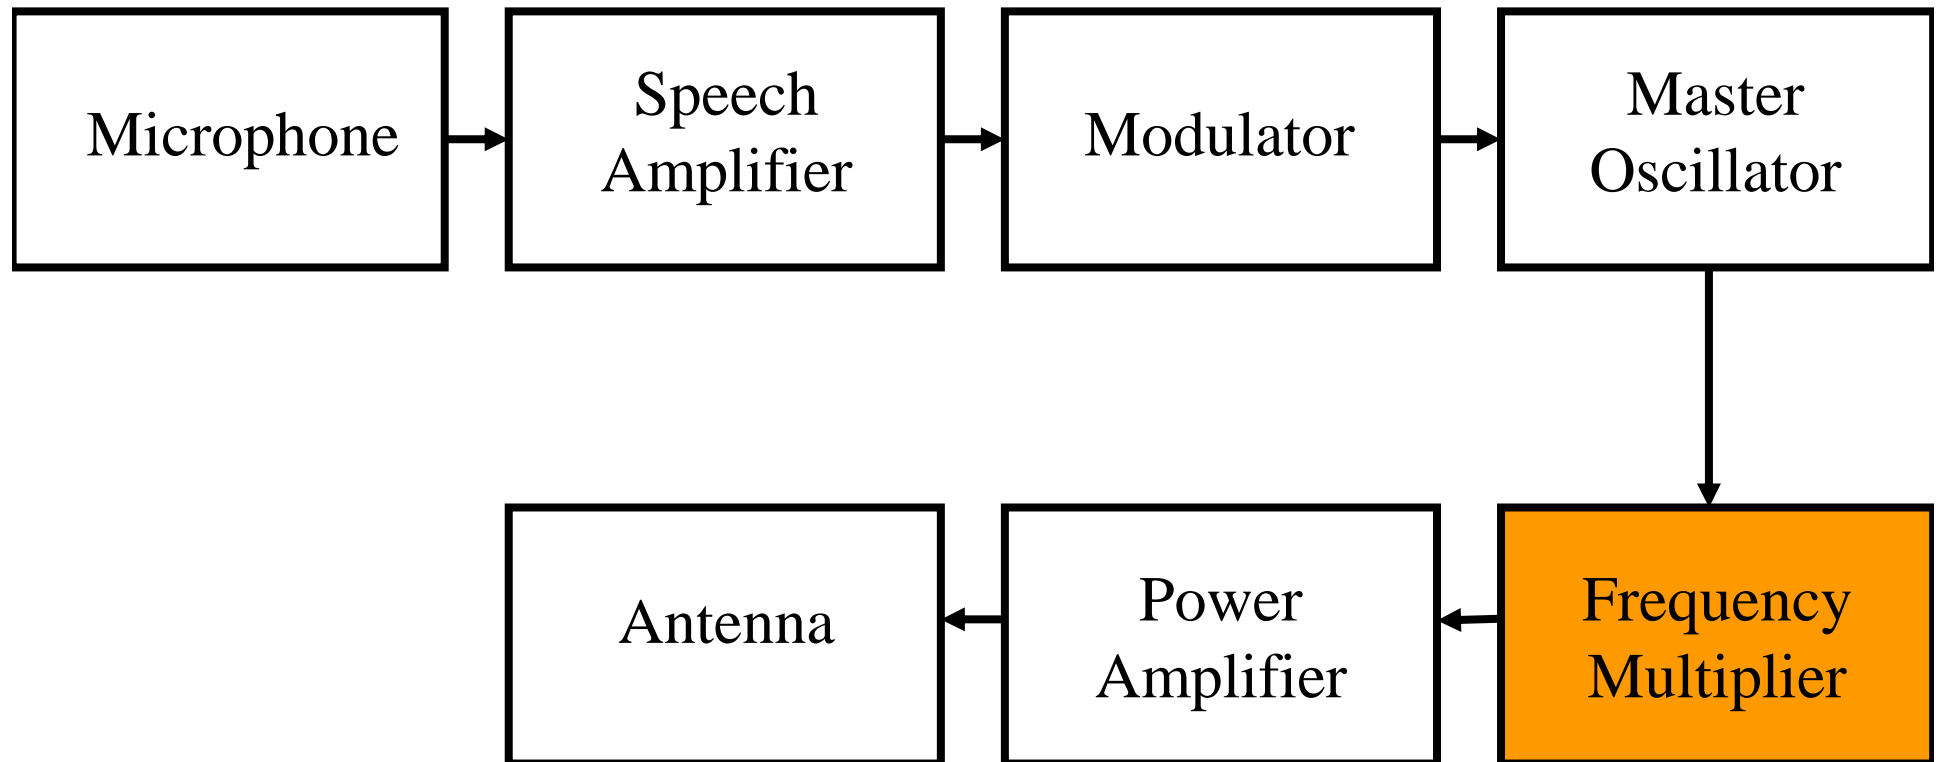 Microphone
Speech
Amplifier
Modulator
Master
Oscillator
Antenna
Power
Amplifier
Frequency
Multiplier